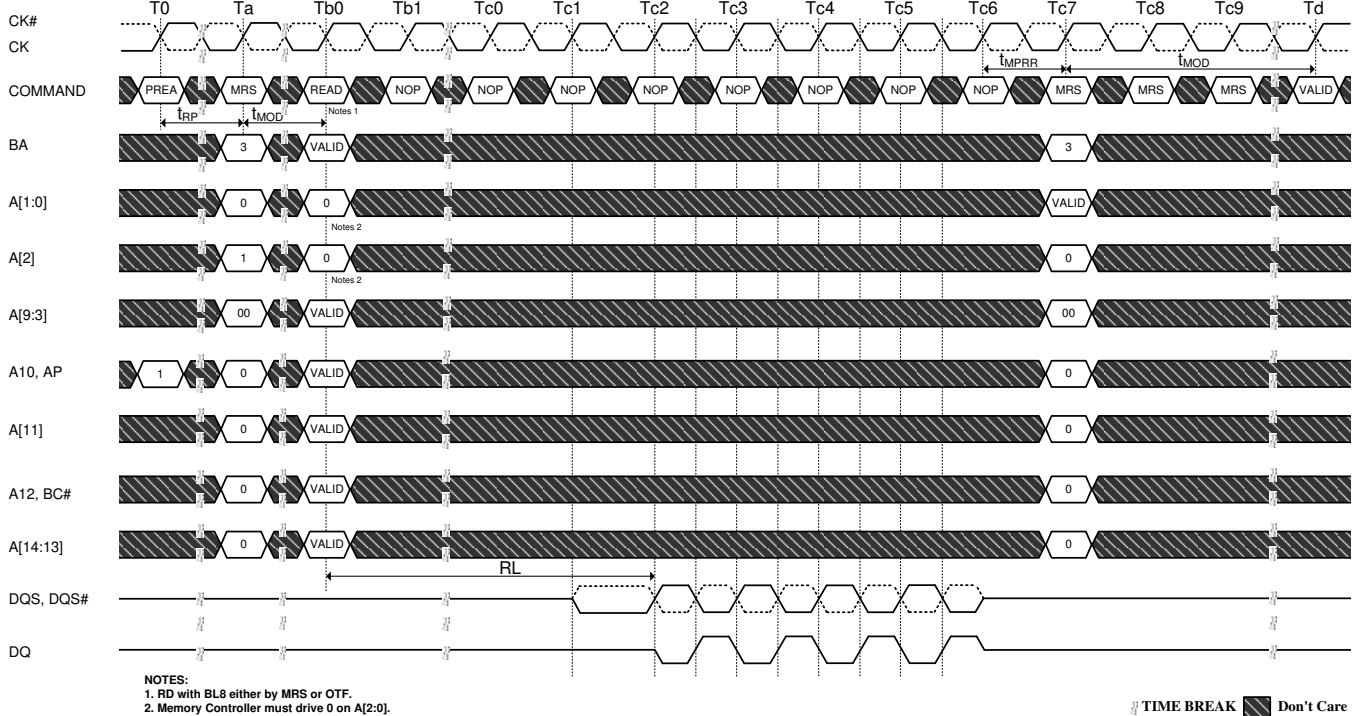 T0 Ta Tb0 Tb1 Tc0 Tc1 Tc2 Tc3 Tc4 Tc5 Tc6 Tc7 Tc8 Tc9 Td
CK#
CK
tMPRR tMOD
COMMAND PREA MRS READ NOP NOP NOP NOP NOP NOP NOP NOP MRS MRS MRS VALID
Notes 1
tRP tMOD
BA 3 VALID 3
A[1:0] 0 0 VALID
Notes 2
A[2] 1 0 0
Notes 2
A[9:3] 00 VALID 00
A10, AP 1 0 VALID 0
A[11] 0 VALID 0
A12, BC# 0 VALID 0
A[14:13] 0 VALID 0
RL
DQS, DQS#
DQ
NOTES:
1. RD with BL8 either by MRS or OTF.
2. Memory Controller must drive 0 on A[2:0].
TIME BREAK Don't Care